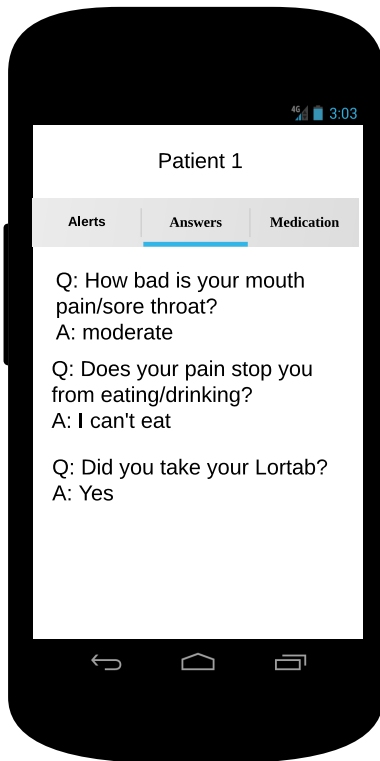 4G 3:03
Patient 1
Alerts Answers Medication
Q: How bad is your mouth
pain/sore throat?
A: moderate
Q: Does your pain stop you
from eating/drinking?
A: I can't eat
Q: Did you take your Lortab?
A: Yes